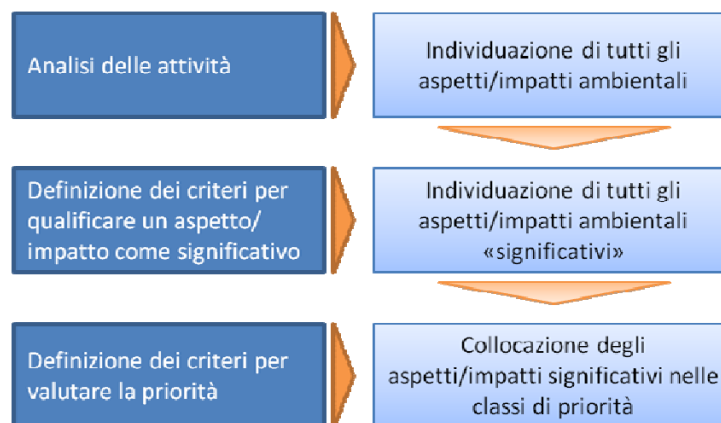 Analisi delle attività
Individuazione di tutti gli
aspetti/impatti ambientali
Definizione dei criteri per
qualificare un aspetto/
impatto come significativo
Individuazione di tutti gli
aspetti/impatti ambientali
«significativi»
Definizione dei criteri per
valutare la priorità
Collocazione degli
aspetti/impatti significativi nelle
classi di priorità